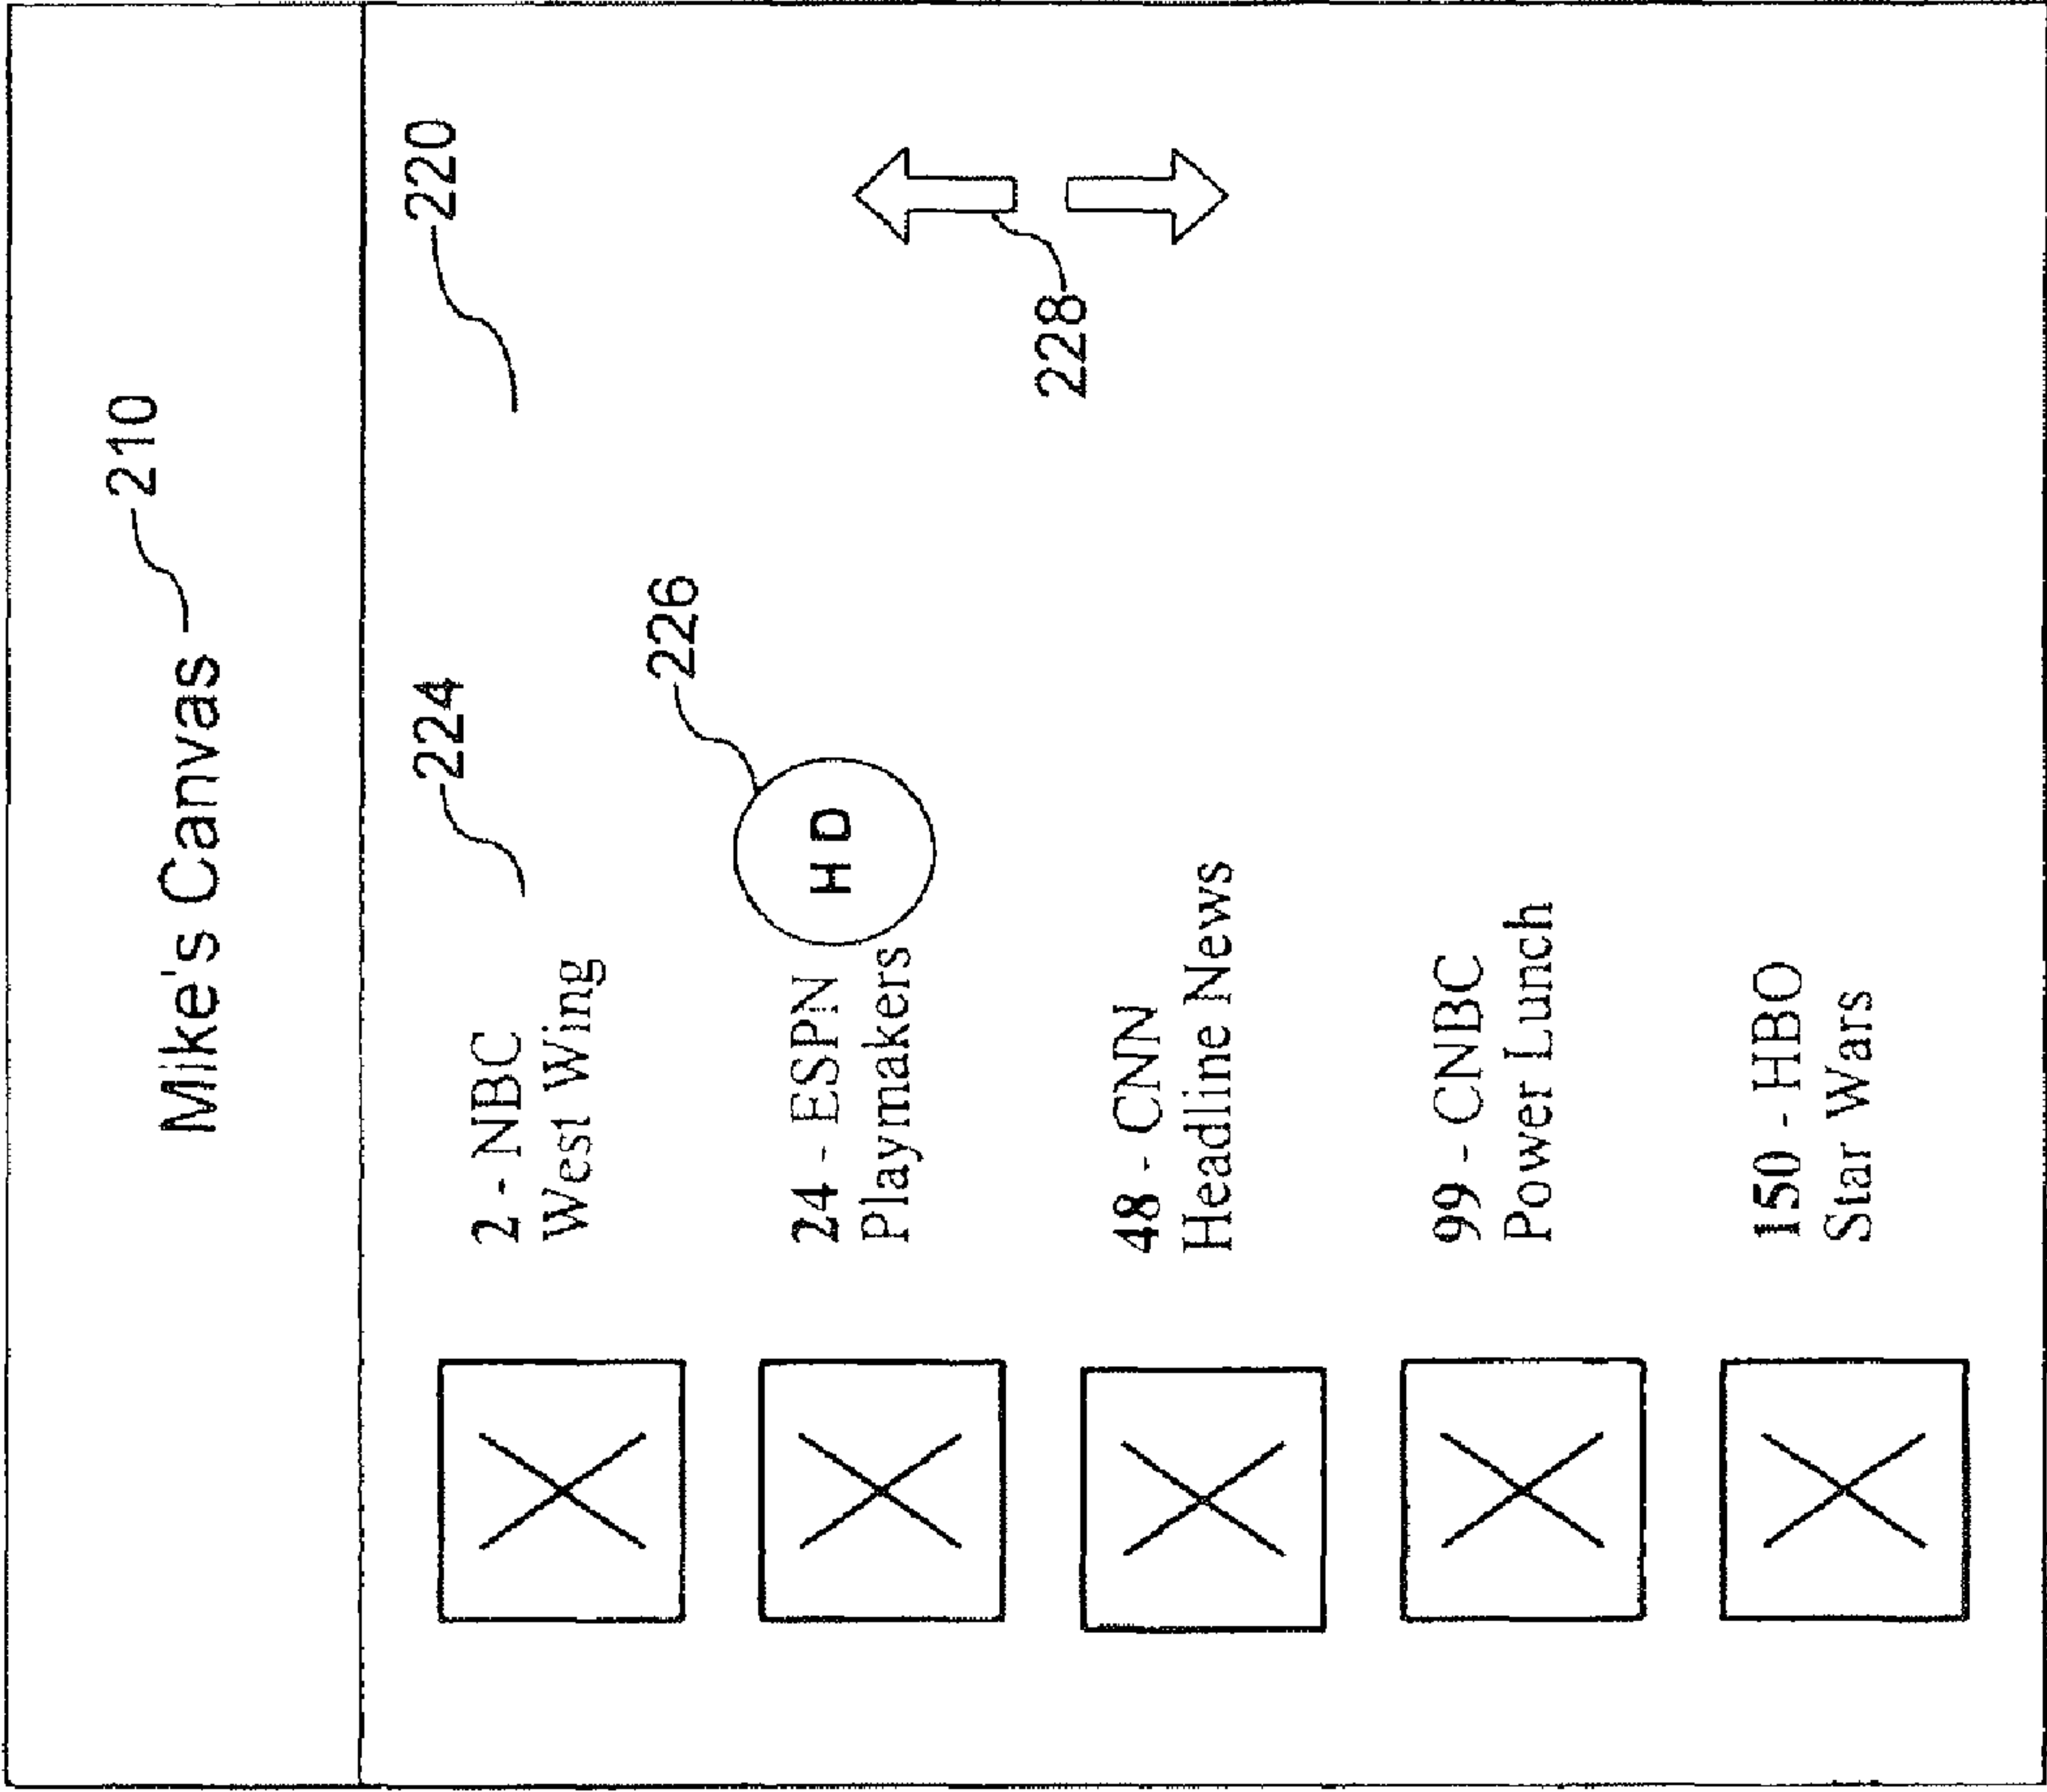 Mike's Canvas
210
220
224
2 - NBC
West Wing
226
24 - ESPN
Playmakers
HD
228
48 - CNN
Headline News
99 - CNBC
Power Lunch
150 - HBO
Star Wars